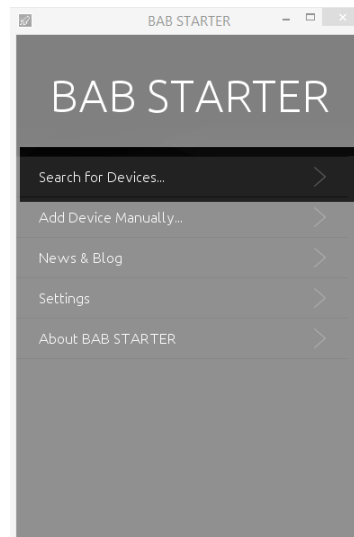 BAB STARTER
BAB STARTER
Search for Devices...
Add Device Manually...
News & Blog
Settings
About BAB STARTER